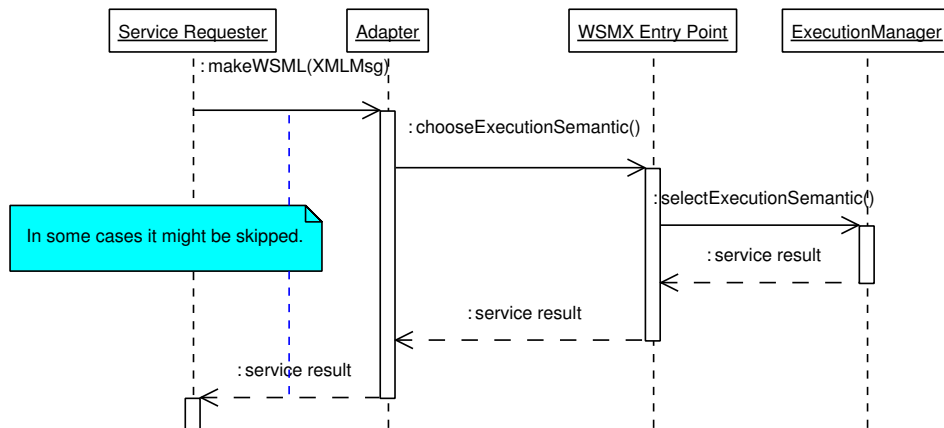 Service Requester
Adapter
WSMX Entry Point
ExecutionManager
: makeWSML(XMLMsg)
: chooseExecutionSemantic()
: selectExecutionSemantic()
In some cases it might be skipped.
: service result
: service result
: service result